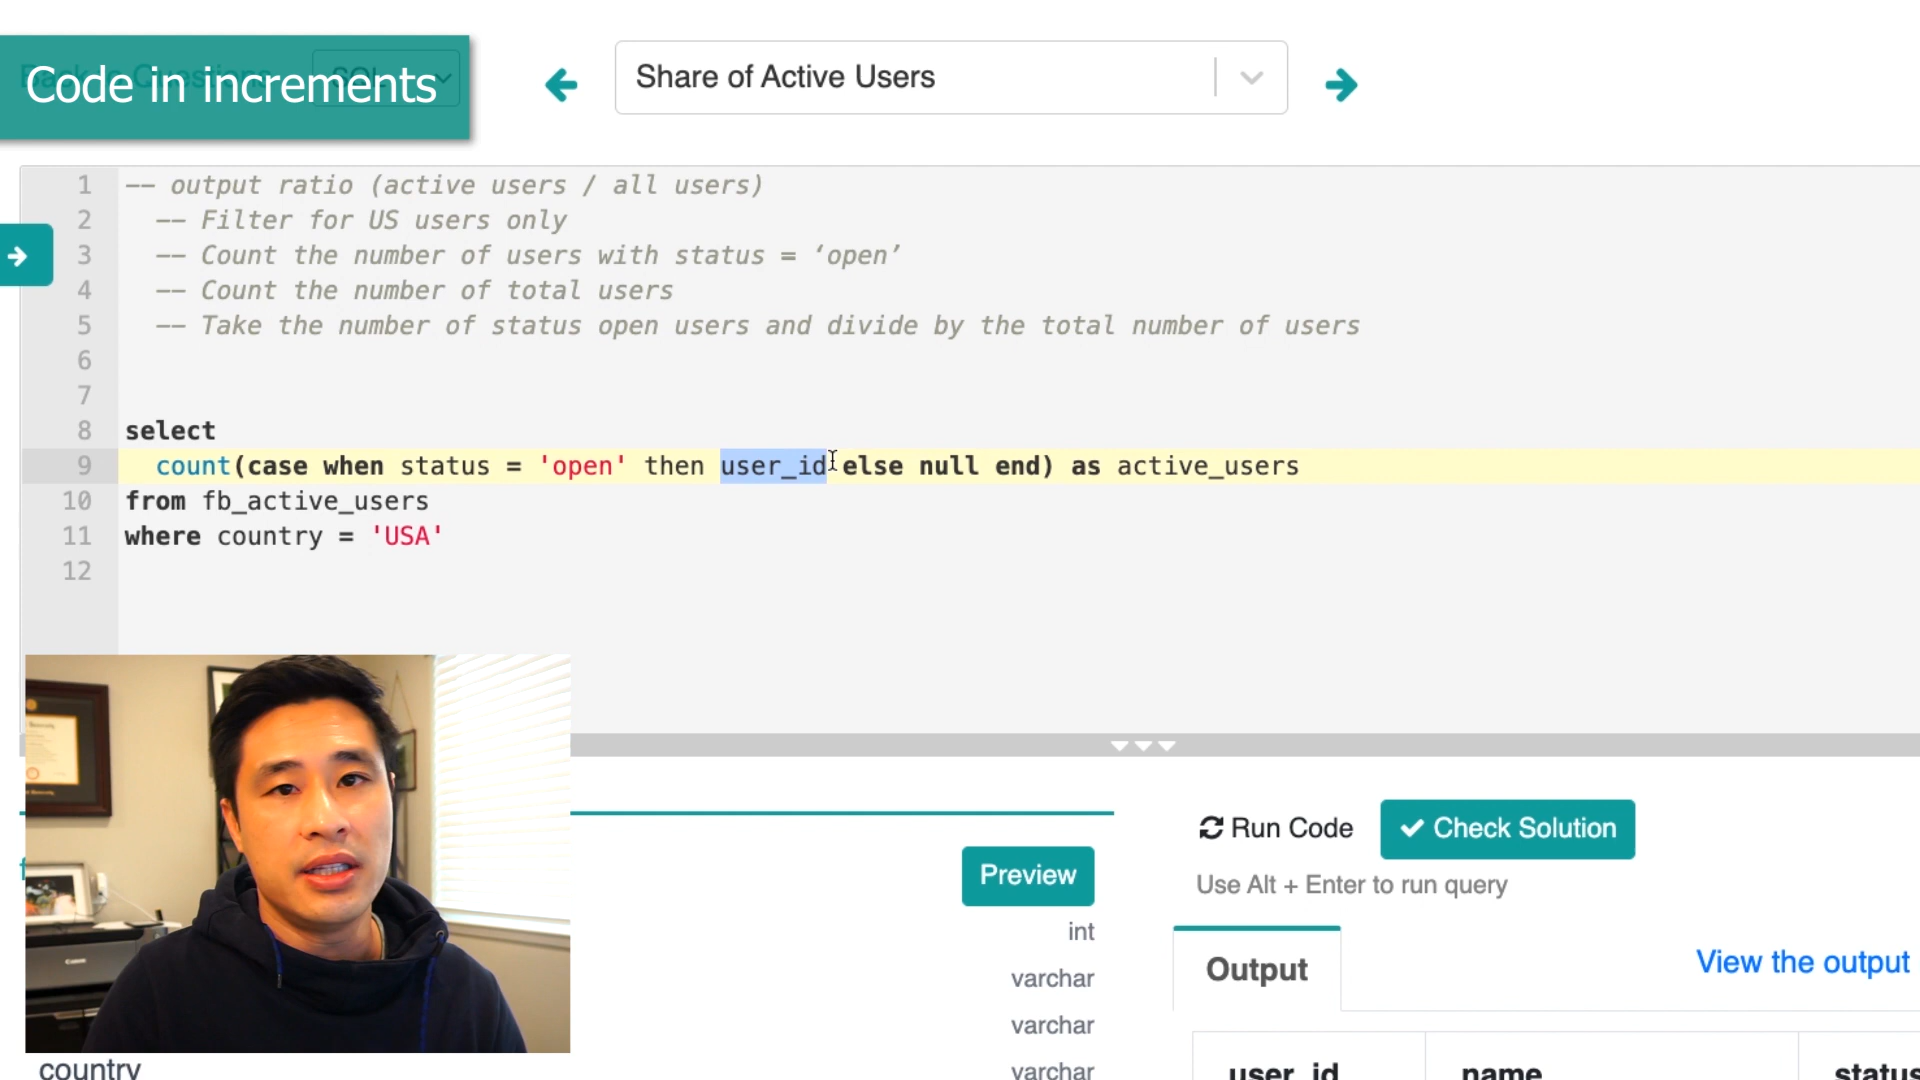 Code in increments
Share of Active Users
1 -- output ratio (active users / all users)
2 -- Filter for US users only
3 -- Count the number of users with status = ‘open’
4 -- Count the number of total users
5 -- Take the number of status open users and divide by the total number of users
6
7
8 select
9 count(case when status = 'open' then user_id else null end) as active_users
10 from fb_active_users
11 where country = 'USA'
12
Run Code
Check Solution
Preview
Use Alt + Enter to run query
int
Output
View the output
varchar
varchar
Canon
country
varchar
user_id
name
status